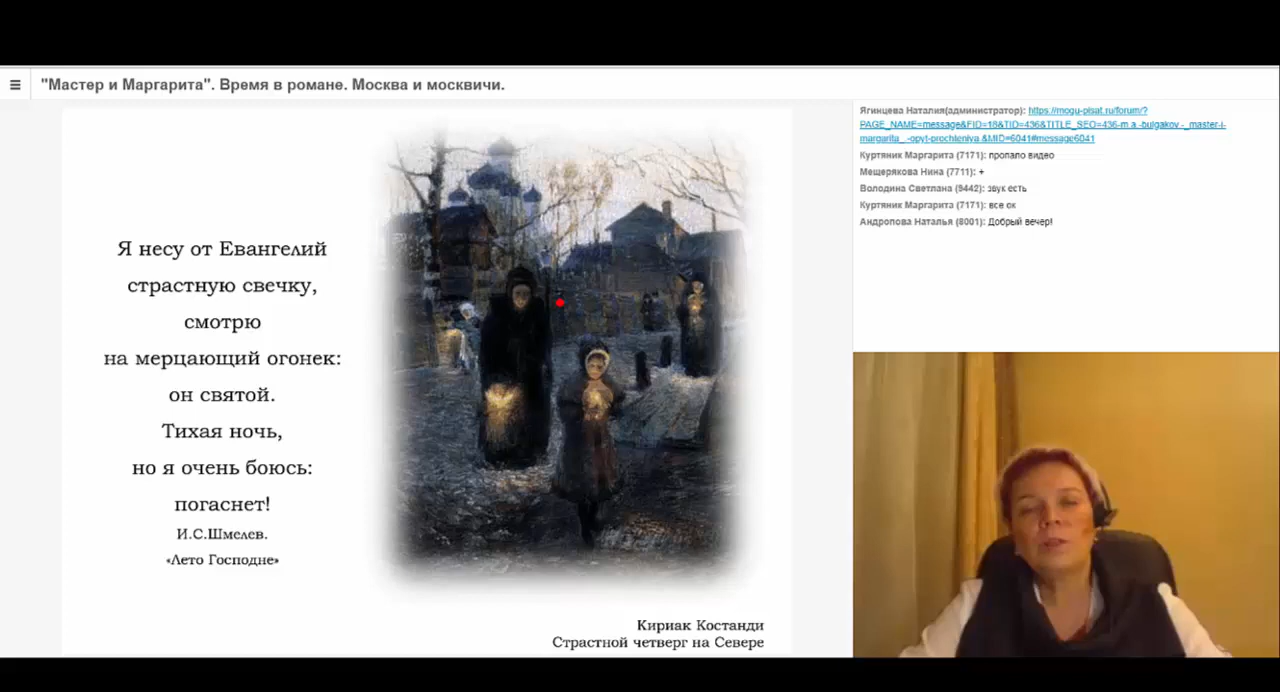 "Мастер и Маргарита". Время в романе. Москва и москвичи.
Я несу от Евангелий
страстную свечку,
смотрю
на мерцающий огонек:
он святой.
Тихая ночь,
но я очень боюсь:
погаснет!
И.С.Шмелев.
«Лето Господне»
Кириак Костанди
Страстной четверг на Севере
Ягинцева Наталия(администратор): https://mogu-pisat.ru/forum/?
PAGE_NAME=message&FID=18&TID=436&TITLE_SEO=436-m.a.-bulgakov.-_master-i-
margarita_.-opyt-prochteniva.&MID=6041#message6041
Куртяник Маргарита (7171): пропало видео
Мещерякова Нина (7711): +
Володина Светлана (9442): звук есть
Куртяник Маргарита (7171): все ок
Андропова Наталья (8001): Добрый вечер!